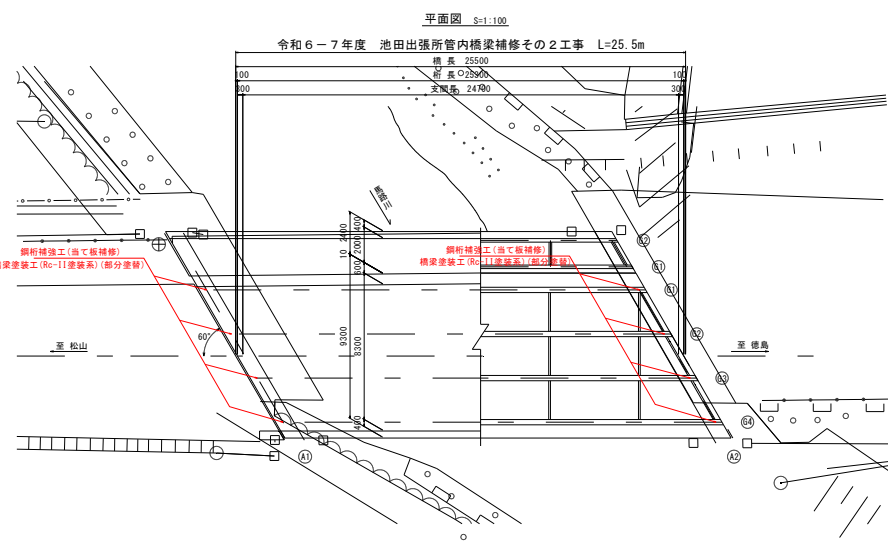 平面図 S=1:100
令和6-7年度 池田出張所管内橋梁補修その2工事 L=25.5m
橋 長 25500
100 桁 長 25300 100
300 支間長 24700 300
2400
400
2000
10
600
9300
8300
400
60°
鋼桁補強工(当て板補修)
橋梁塗装工(Rc-II塗装系)(部分塗替)
鋼桁補強工(当て板補修)
橋梁塗装工(Rc-II塗装系)(部分塗替)
至 松山
至 徳島
G2
G1
G1
G2
G3
G4
A1
A2